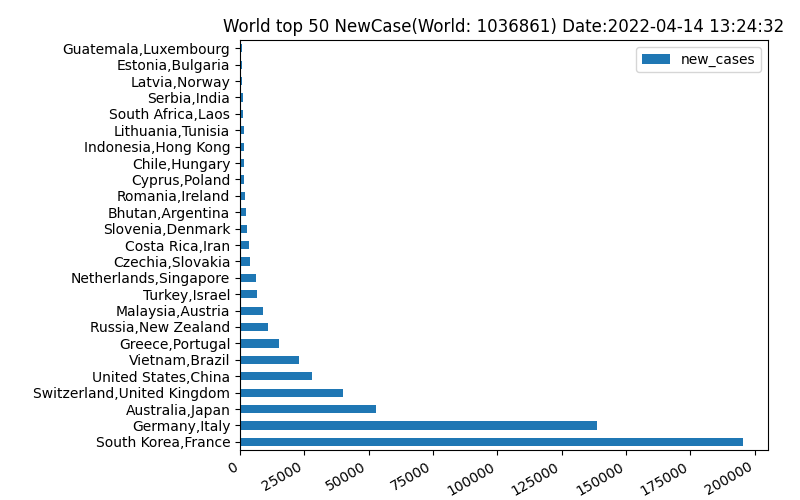 World top 50 NewCase(World: 1036861) Date:2022-04-14 13:24:32
new_cases
Guatemala,Luxembourg
Estonia,Bulgaria
Latvia,Norway
Serbia,India
South Africa,Laos
Lithuania,Tunisia
Indonesia,Hong Kong
Chile,Hungary
Cyprus,Poland
Romania,Ireland
Bhutan,Argentina
Slovenia,Denmark
Costa Rica,Iran
Czechia,Slovakia
Netherlands,Singapore
Turkey,Israel
Malaysia,Austria
Russia,New Zealand
Greece,Portugal
Vietnam,Brazil
United States,China
Switzerland,United Kingdom
Australia,Japan
Germany,Italy
South Korea,France
0 25000 50000 75000 100000 125000 150000 175000 200000